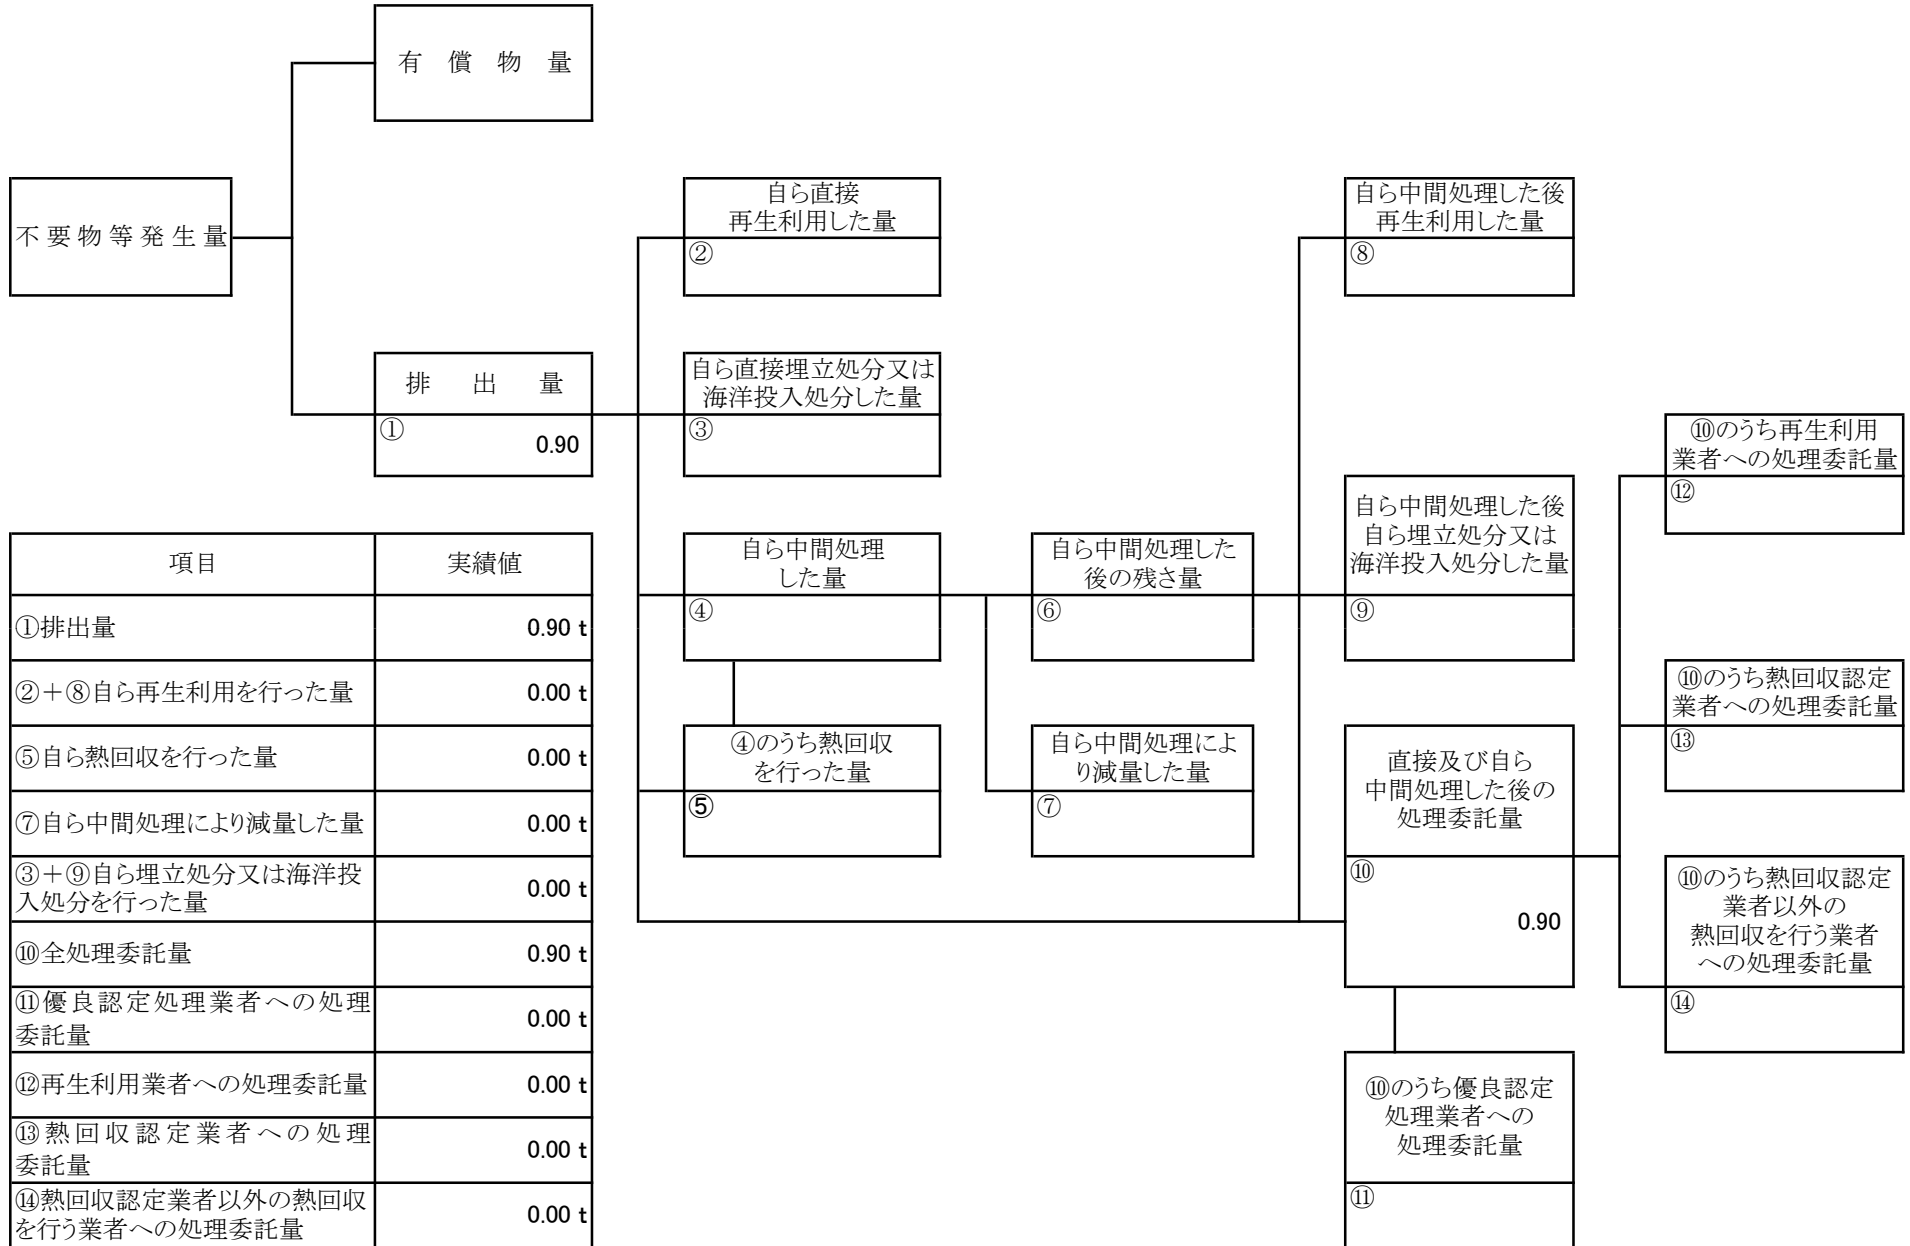 有償物量
不要物等発生量
自ら直接
再生利用した量
②
自ら中間処理した後
再生利用した量
⑧
排出量
①
0.90
自ら直接埋立処分又は
海洋投入処分した量
③
⑩のうち再生利用
業者への処理委託量
⑫
自ら中間処理
した量
④
自ら中間処理した
後の残さ量
⑥
自ら中間処理した後
自ら埋立処分又は
海洋投入処分した量
⑨
④のうち熱回収
を行った量
⑤
自ら中間処理によ
り減量した量
⑦
直接及び自ら
中間処理した後の
処理委託量
⑩
0.90
⑩のうち熱回収認定
業者への処理委託量
⑬
⑩のうち熱回収認定
業者以外の
熱回収を行う業者
への処理委託量
⑭
⑩のうち優良認定
処理業者への
処理委託量
⑪
項目 実績値
①排出量 0.90 t
②+⑧自ら再生利用を行った量 0.00 t
⑤自ら熱回収を行った量 0.00 t
⑦自ら中間処理により減量した量 0.00 t
③+⑨自ら埋立処分又は海洋投
入処分を行った量 0.00 t
⑩全処理委託量 0.90 t
⑪優良認定処理業者への処理
委託量 0.00 t
⑫再生利用業者への処理委託量 0.00 t
⑬熱回収認定業者への処理
委託量 0.00 t
⑭熱回収認定業者以外の熱回収
を行う業者への処理委託量 0.00 t